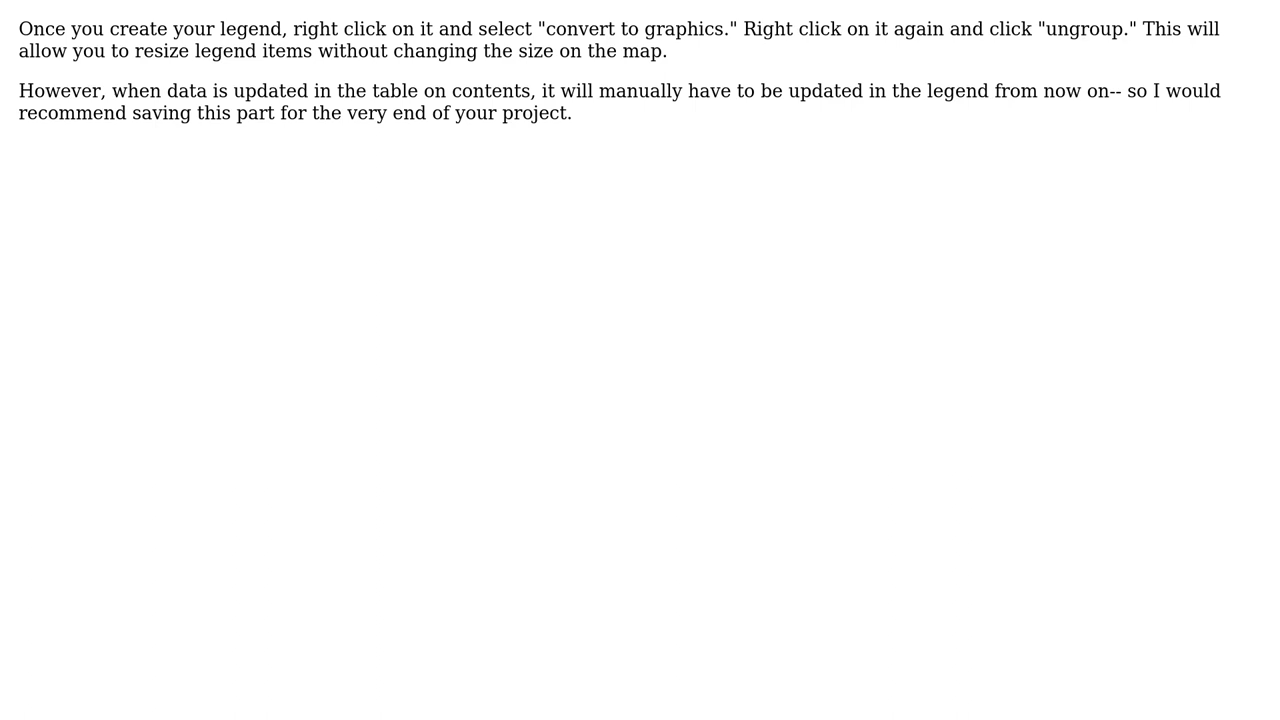 Once you create your legend, right click on it and select "convert to graphics." Right click on it again and click "ungroup." This will
allow you to resize legend items without changing the size on the map.
However, when data is updated in the table on contents, it will manually have to be updated in the legend from now on-- so I would
recommend saving this part for the very end of your project.